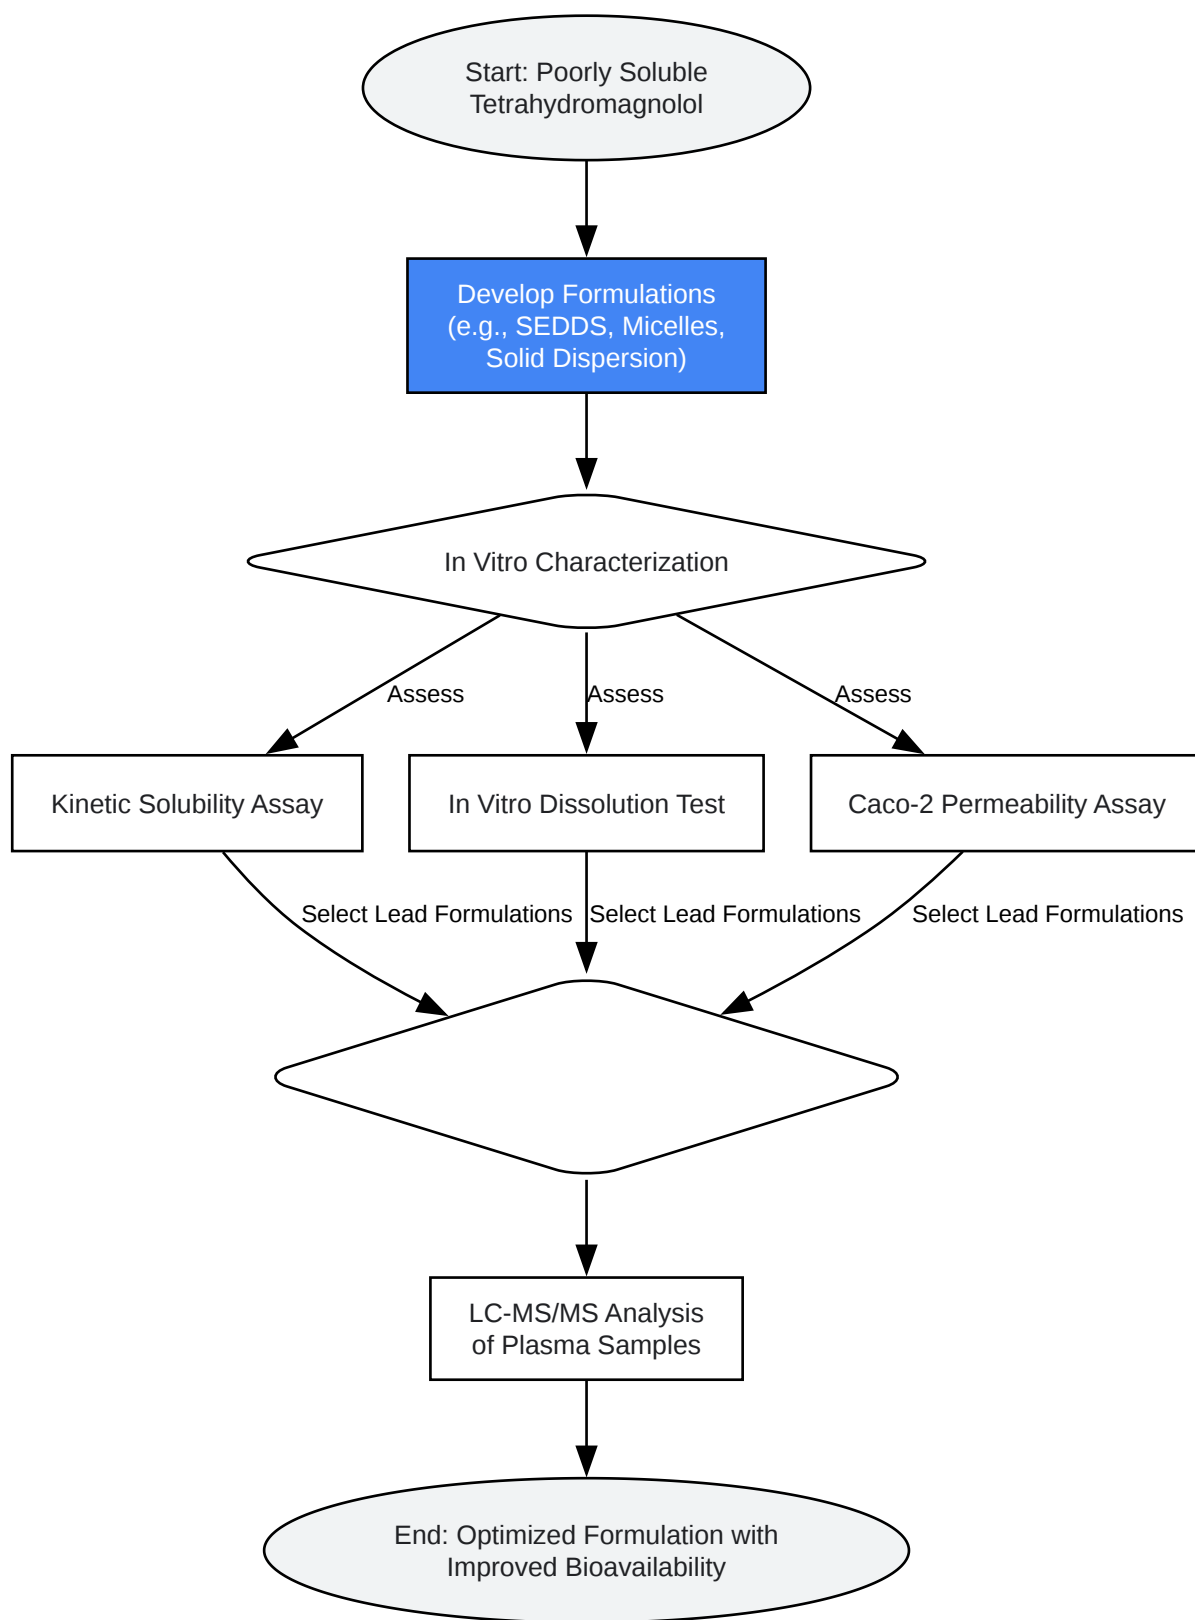 Start: Poorly Soluble
Tetrahydromagnolol
Develop Formulations
(e.g., SEDDS, Micelles,
Solid Dispersion)
In Vitro Characterization
Assess
Assess
Assess
Kinetic Solubility Assay
In Vitro Dissolution Test
Caco-2 Permeability Assay
Select Lead Formulations
Select Lead Formulations
Select Lead Formulations
LC-MS/MS Analysis
of Plasma Samples
End: Optimized Formulation with
Improved Bioavailability